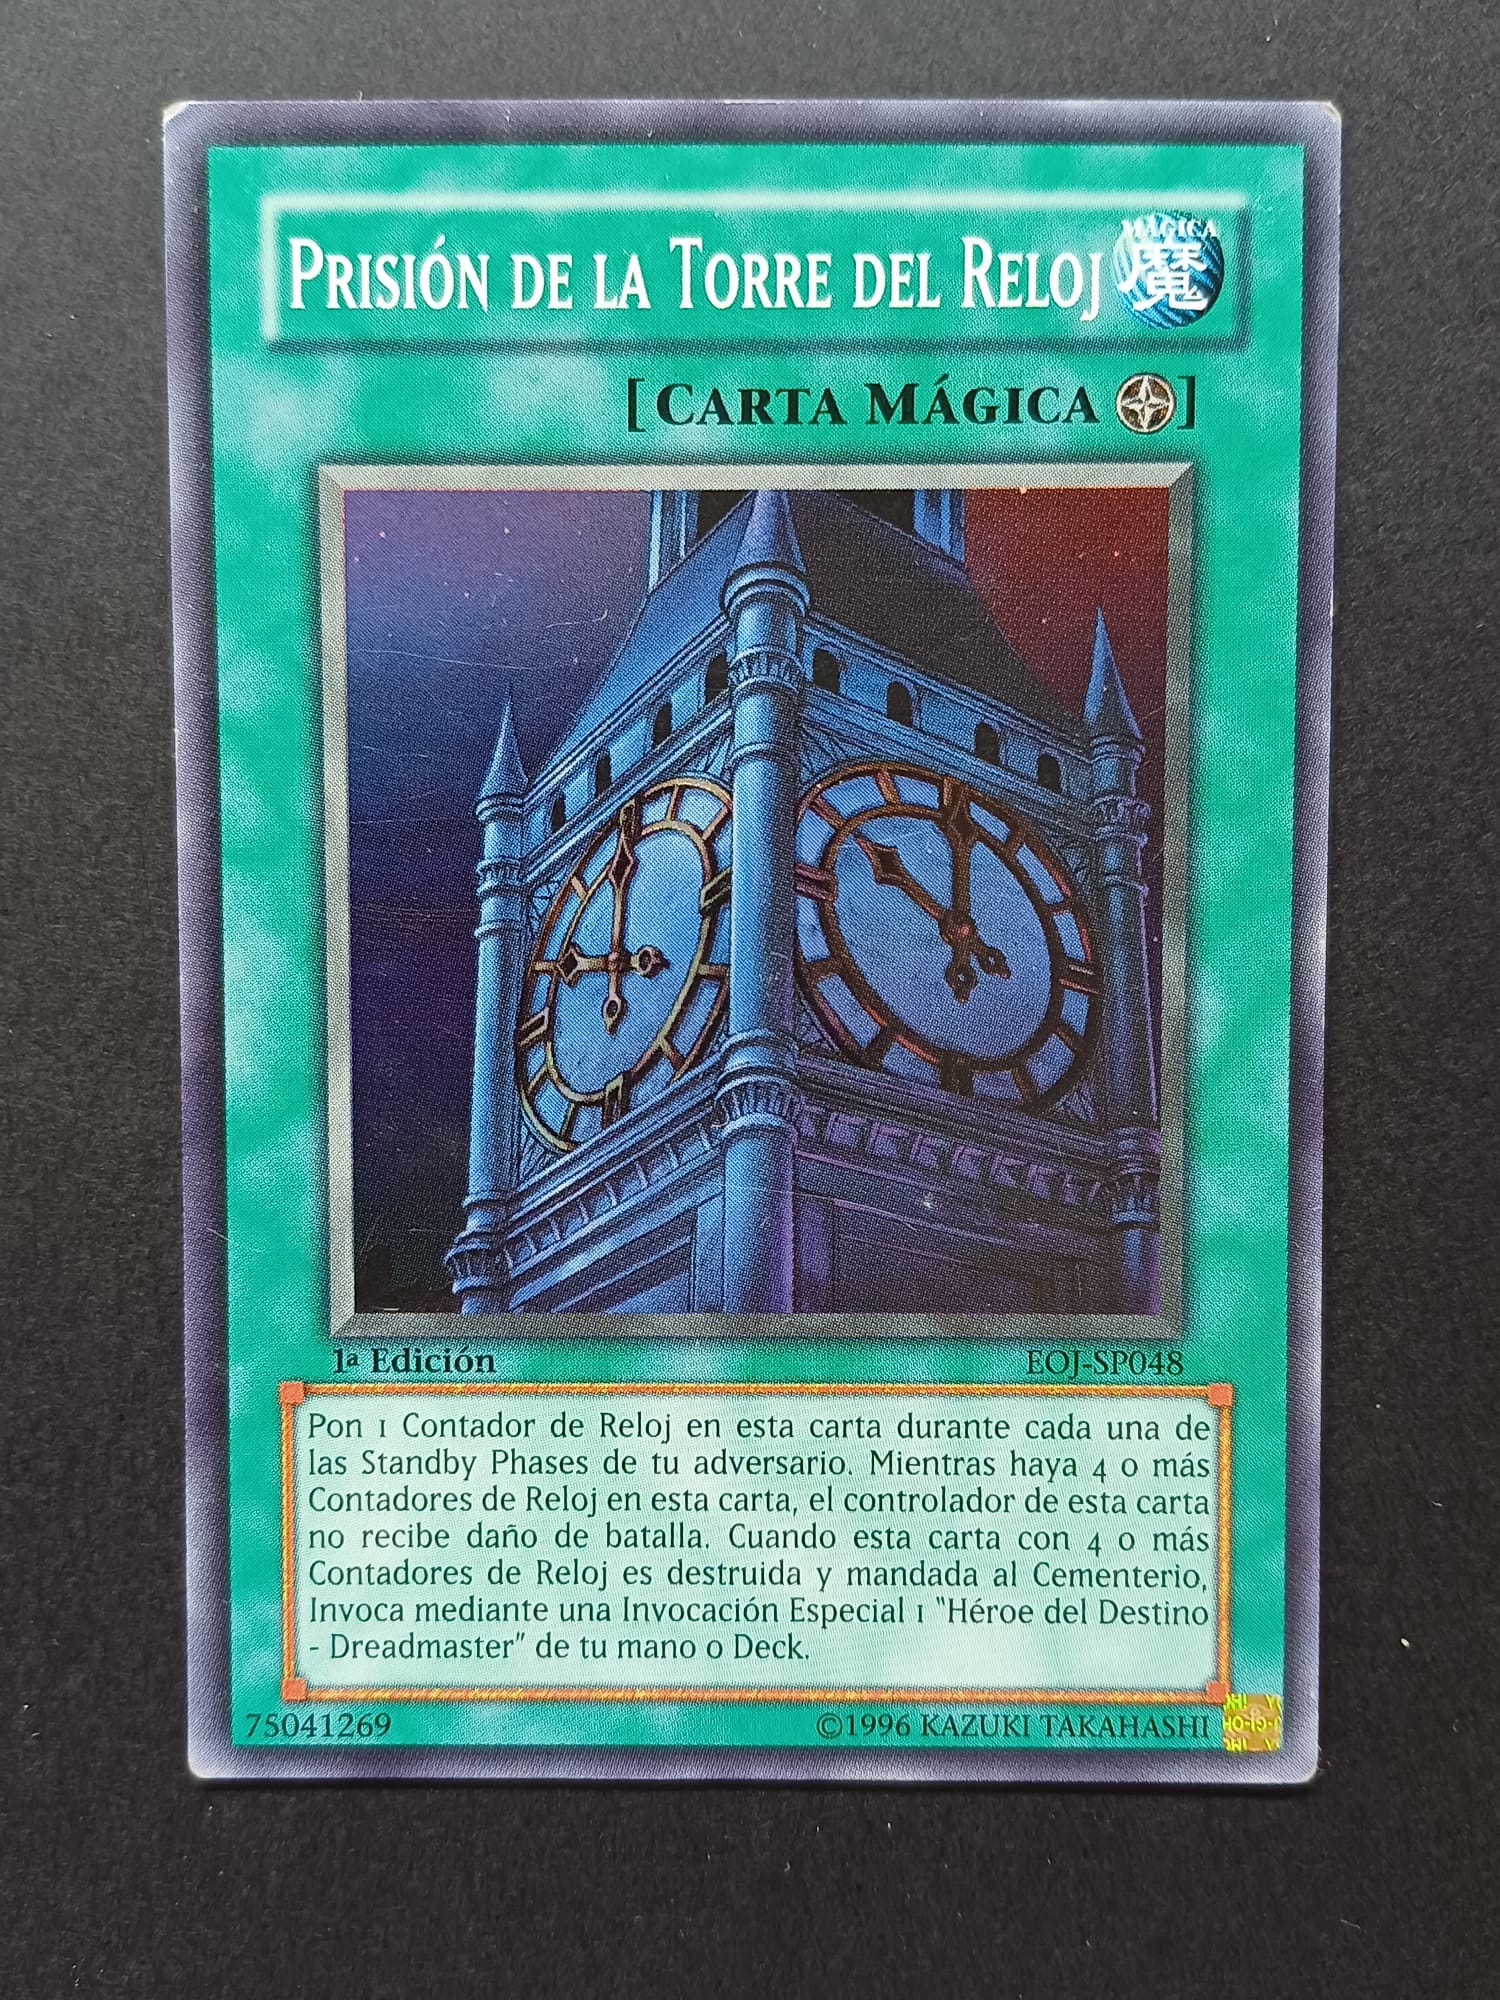 Prisión de la Torre del Reloj
MÁGICA
魔
[Carta Mágica]
1ª Edición
EOJ-SP048
Pon 1 Contador de Reloj en esta carta durante cada una de
las Standby Phases de tu adversario. Mientras haya 4 o más
Contadores de Reloj en esta carta, el controlador de esta carta
no recibe daño de batalla. Cuando esta carta con 4 o más
Contadores de Reloj es destruida y mandada al Cementerio,
Invoca mediante una Invocación Especial 1 "Héroe del Destino
- Dreadmaster" de tu mano o Deck.
75041269
©1996 KAZUKI TAKAHASHI